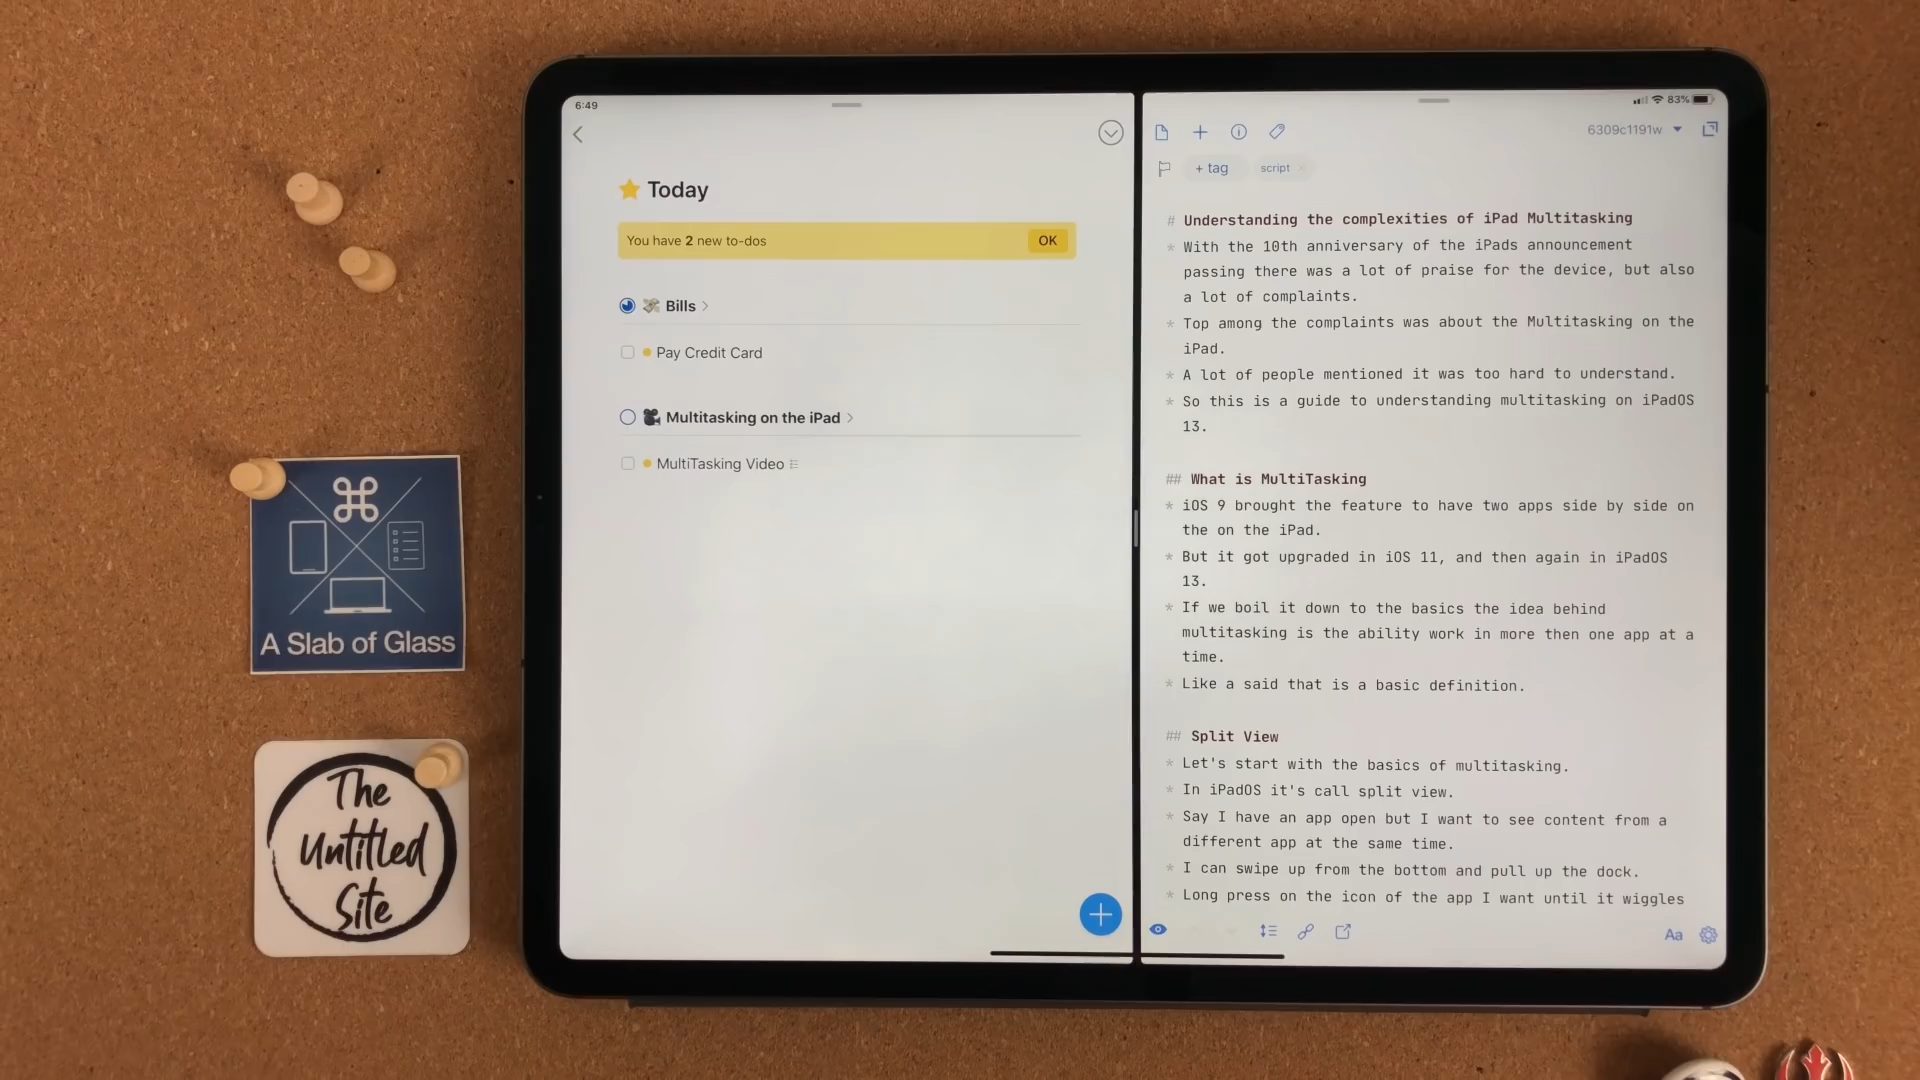 6:49
Today
You have 2 new to-dos
OK
Bills
Pay Credit Card
Multitasking on the iPad
MultiTasking Video
83%
6309c1191w
+ tag
script
# Understanding the complexities of iPad Multitasking
* With the 10th anniversary of the iPads announcement
passing there was a lot of praise for the device, but also
a lot of complaints.
* Top among the complaints was about the Multitasking on the
iPad.
* A lot of people mentioned it was too hard to understand.
* So this is a guide to understanding multitasking on iPadOS
13.
## What is MultiTasking
* iOS 9 brought the feature to have two apps side by side on
the on the iPad.
* But it got upgraded in iOS 11, and then again in iPadOS
13.
* If we boil it down to the basics the idea behind
multitasking is the ability work in more then one app at a
time.
* Like a said that is a basic definition.
## Split View
* Let's start with the basics of multitasking.
* In iPadOS it's call split view.
* Say I have an app open but I want to see content from a
different app at the same time.
* I can swipe up from the bottom and pull up the dock.
* Long press on the icon of the app I want until it wiggles
Aa
A Slab of Glass
The
Untitled
Site